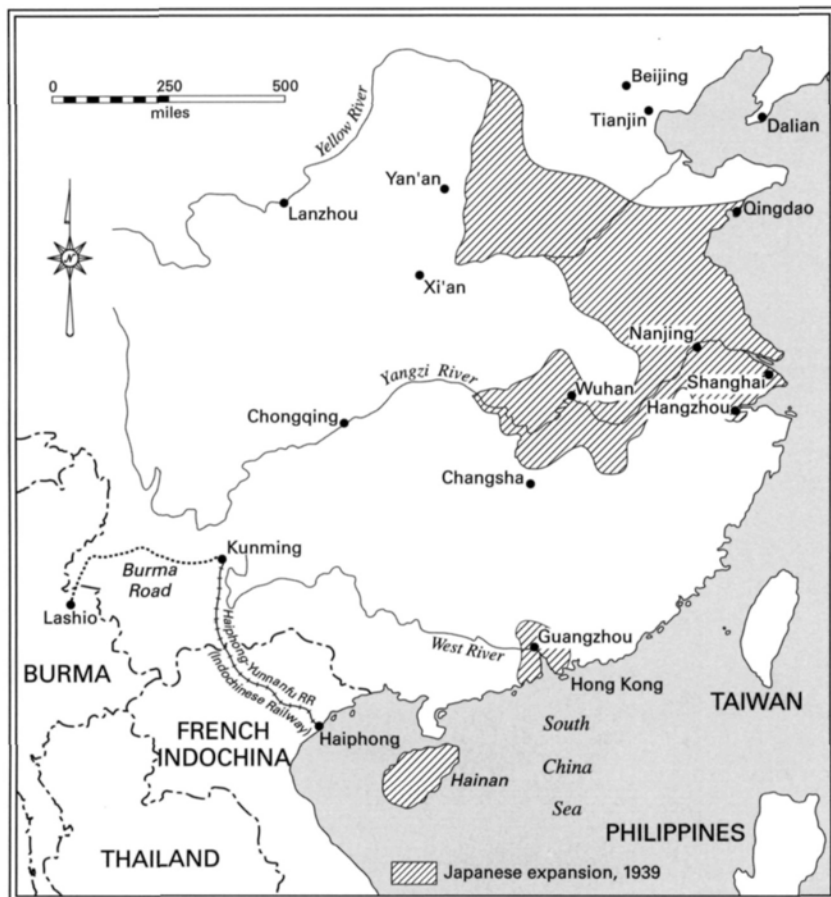 0 250 500
miles
Beijing
Tianjin
Dalian
Yellow River
Yan'an
Lanzhou
Qingdao
N
Xi'an
Nanjing
Yangzi River
Wuhan
Shanghai
Hangzhou
Chongqing
Changsha
Kunming
Burma
Road
Lashio
Haiphong-Yunnanfu RR
(Indochinese Railway)
West River
Guangzhou
Hong Kong
BURMA
TAIWAN
FRENCH
INDOCHINA
Haiphong
South
China
Sea
Hainan
PHILIPPINES
THAILAND
Japanese expansion, 1939